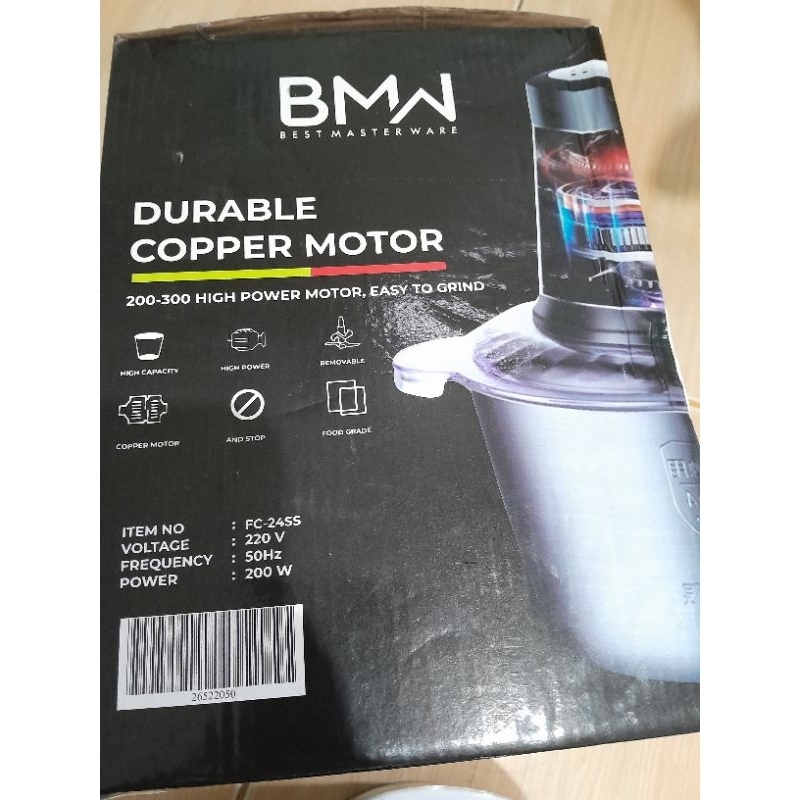 BMW
BEST MASTER WARE
DURABLE
COPPER MOTOR
200-300 HIGH POWER MOTOR, EASY TO GRIND
HIGH CAPACITY
HIGH POWER
REMOVABLE
COPPER MOTOR
AND STOP
FOOD GRADE
ITEM NO : FC-245S
VOLTAGE : 220 V
FREQUENCY : 50Hz
POWER : 200 W
26522050